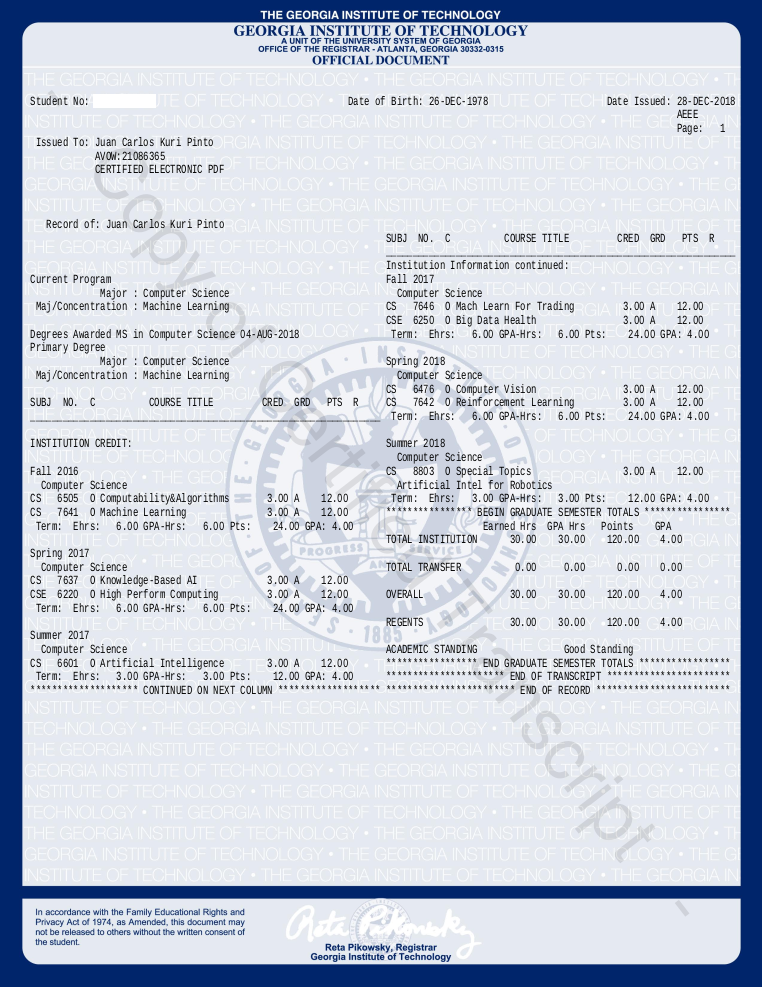 THE GEORGIA INSTITUTE OF TECHNOLOGY
GEORGIA INSTITUTE OF TECHNOLOGY
A UNIT OF THE UNIVERSITY SYSTEM OF GEORGIA
OFFICE OF THE REGISTRAR - ATLANTA, GEORGIA 30332-0315
OFFICIAL DOCUMENT
Student No:
Date of Birth: 26-DEC-1978
Date Issued: 28-DEC-2018
AEEE
Page: 1
Issued To: Juan Carlos Kuri Pinto
AVOW:21086365
CERTIFIED ELECTRONIC PDF
Record of: Juan Carlos Kuri Pinto
Current Program
Major : Computer Science
Maj/Concentration : Machine Learning
Degrees Awarded MS in Computer Science 04-AUG-2018
Primary Degree
Major : Computer Science
Maj/Concentration : Machine Learning
SUBJ NO. C COURSE TITLE CRED GRD PTS R
INSTITUTION CREDIT:
Fall 2016
Computer Science
CS 6505 O Computability&Algorithms 3.00 A 12.00
CS 7641 O Machine Learning 3.00 A 12.00
Term: Ehrs: 6.00 GPA-Hrs: 6.00 Pts: 24.00 GPA: 4.00
Spring 2017
Computer Science
CS 7637 O Knowledge-Based AI 3.00 A 12.00
CSE 6220 O High Perform Computing 3.00 A 12.00
Term: Ehrs: 6.00 GPA-Hrs: 6.00 Pts: 24.00 GPA: 4.00
Summer 2017
Computer Science
CS 6601 O Artificial Intelligence 3.00 A 12.00
Term: Ehrs: 3.00 GPA-Hrs: 3.00 Pts: 12.00 GPA: 4.00
******************** CONTINUED ON NEXT COLUMN *******************
SUBJ NO. C COURSE TITLE CRED GRD PTS R
Institution Information continued:
Fall 2017
Computer Science
CS 7646 O Mach Learn For Trading 3.00 A 12.00
CSE 6250 O Big Data Health 3.00 A 12.00
Term: Ehrs: 6.00 GPA-Hrs: 6.00 Pts: 24.00 GPA: 4.00
Spring 2018
Computer Science
CS 6476 O Computer Vision 3.00 A 12.00
CS 7642 O Reinforcement Learning 3.00 A 12.00
Term: Ehrs: 6.00 GPA-Hrs: 6.00 Pts: 24.00 GPA: 4.00
Summer 2018
Computer Science
CS 8803 O Special Topics 3.00 A 12.00
Artificial Intel for Robotics
Term: Ehrs: 3.00 GPA-Hrs: 3.00 Pts: 12.00 GPA: 4.00
**************** BEGIN GRADUATE SEMESTER TOTALS ****************
Earned Hrs GPA Hrs Points GPA
TOTAL INSTITUTION 30.00 30.00 120.00 4.00
TOTAL TRANSFER 0.00 0.00 0.00 0.00
OVERALL 30.00 30.00 120.00 4.00
REGENTS 30.00 30.00 120.00 4.00
ACADEMIC STANDING Good Standing
***************** END GRADUATE SEMESTER TOTALS *****************
********************** END OF TRANSCRIPT ***********************
************************ END OF RECORD *************************
In accordance with the Family Educational Rights and
Privacy Act of 1974, as Amended, this document may
not be released to others without the written consent of
the student.
Reta Pikowsky
Reta Pikowsky, Registrar
Georgia Institute of Technology
PROGRESS AND SERVICE
1885